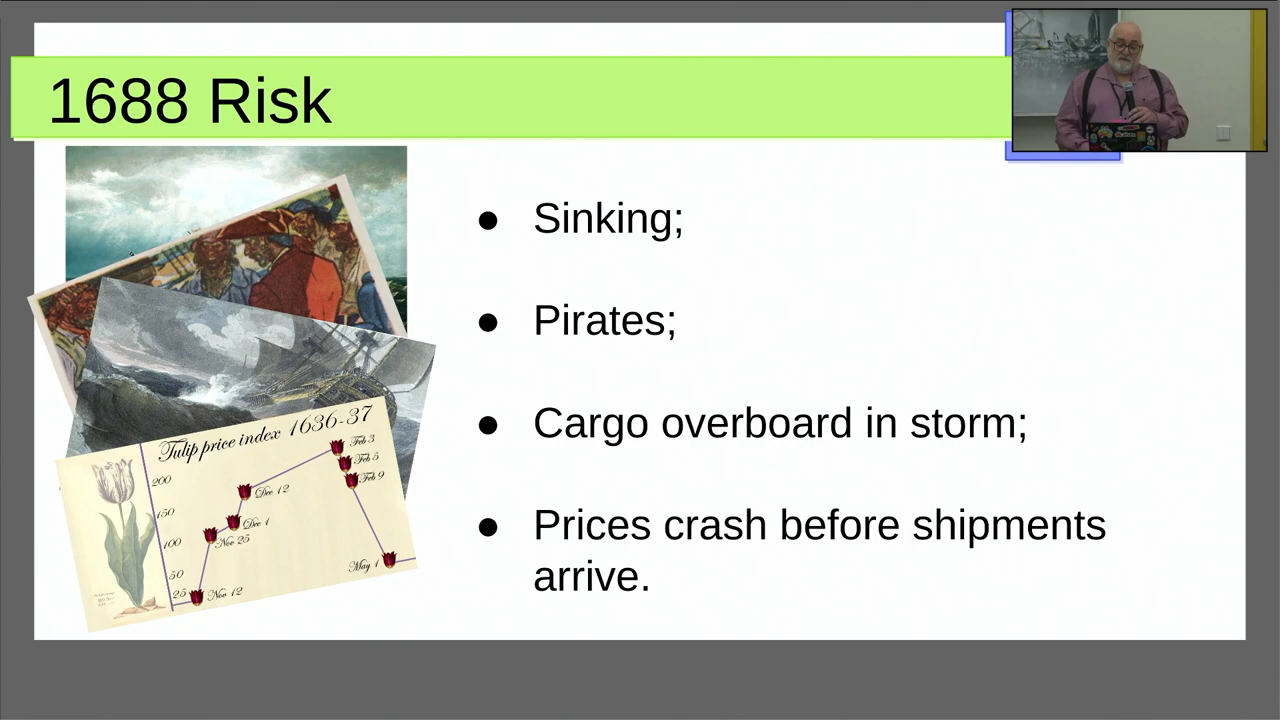 1688 Risk
● Sinking;
● Pirates;
● Cargo overboard in storm;
● Prices crash before shipments
arrive.
Tulip price index 1636-37
200
150
100
50
25
Nov 12
Nov 25
Dec 1
Dec 12
Feb 3
Feb 5
Feb 9
May 1